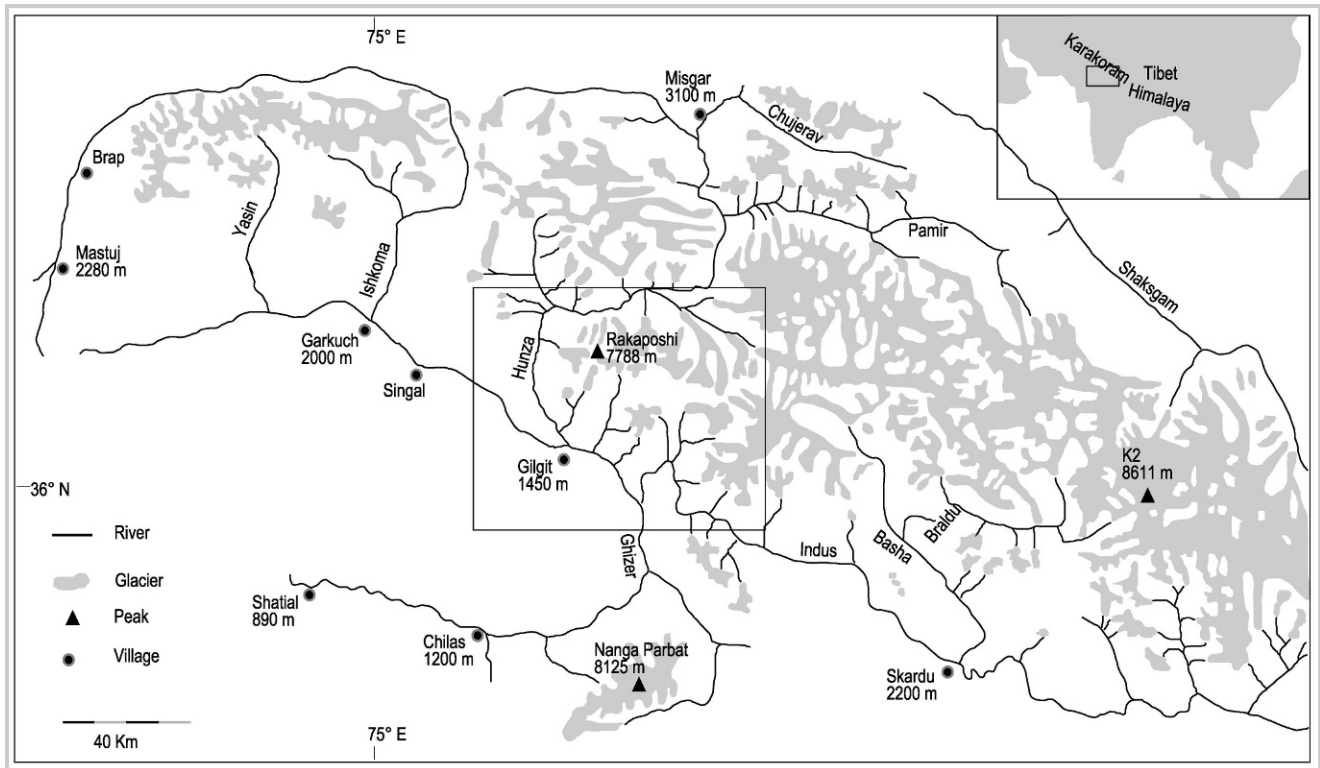 75° E
Misgar
3100 m
Karakoram
Tibet
Himalaya
Chujerav
Brap
Yasin
Pamir
Mastuj
2280 m
Ishkoma
Shaksgam
Garkuch
2000 m
Hunza
Rakaposhi
7788 m
Singal
K2
8611 m
Gilgit
1450 m
36° N
River
Ghizer
Indus
Basha
Braldu
Glacier
Shatial
890 m
Peak
Chilas
1200 m
Nanga Parbat
8125 m
Village
Skardu
2200 m
40 Km
75° E